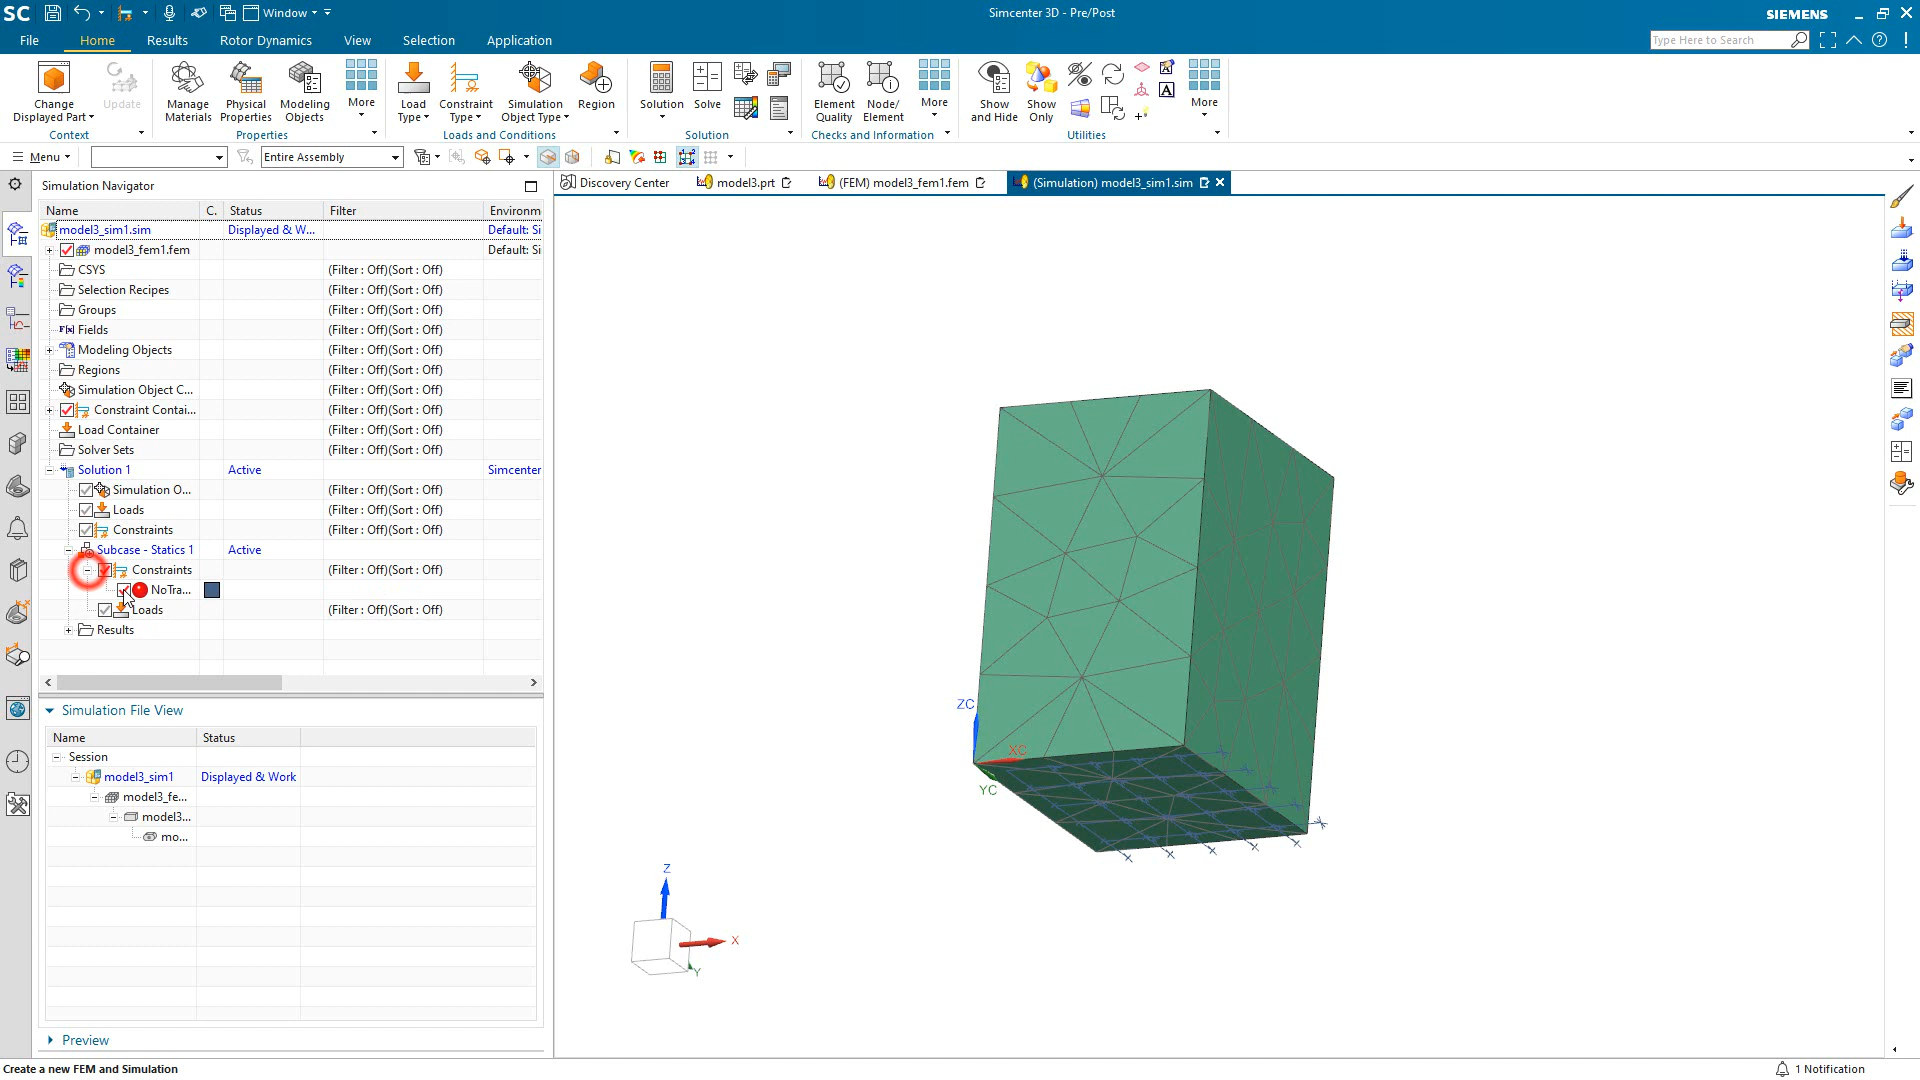 SC
Window
Simcenter 3D - Pre/Post
SIEMENS
File
Home
Results
Rotor Dynamics
View
Selection
Application
Type Here to Search
Change
Displayed Part
Update
Manage
Materials
Physical
Properties
Modeling
Objects
More
Load
Type
Constraint
Type
Simulation
Object Type
Region
Solution
Solve
Element
Quality
Node/
Element
More
Show
and Hide
Show
Only
More
Context
Properties
Loads and Conditions
Solution
Checks and Information
Utilities
Menu
Entire Assembly
Simulation Navigator
Discovery Center
model3.prt
(FEM) model3_fem1.fem
(Simulation) model3_sim1.sim
Name C. Status Filter Environm
model3_sim1.sim Displayed & W... Default: Si
model3_fem1.fem Default: Si
CSYS (Filter : Off)(Sort : Off)
Selection Recipes (Filter : Off)(Sort : Off)
Groups (Filter : Off)(Sort : Off)
Fields (Filter : Off)(Sort : Off)
Modeling Objects (Filter : Off)(Sort : Off)
Regions (Filter : Off)(Sort : Off)
Simulation Object C... (Filter : Off)(Sort : Off)
Constraint Contai... (Filter : Off)(Sort : Off)
Load Container (Filter : Off)(Sort : Off)
Solver Sets (Filter : Off)(Sort : Off)
Solution 1 Active Simcenter
Simulation O... (Filter : Off)(Sort : Off)
Loads (Filter : Off)(Sort : Off)
Constraints (Filter : Off)(Sort : Off)
Subcase - Statics 1 Active
Constraints (Filter : Off)(Sort : Off)
NoTra...
Loads (Filter : Off)(Sort : Off)
Results
Simulation File View
Name Status
Session
model3_sim1 Displayed & Work
model3_fe...
model3...
mo...
Preview
ZC
XC
YC
Z
X
Y
Create a new FEM and Simulation
1 Notification